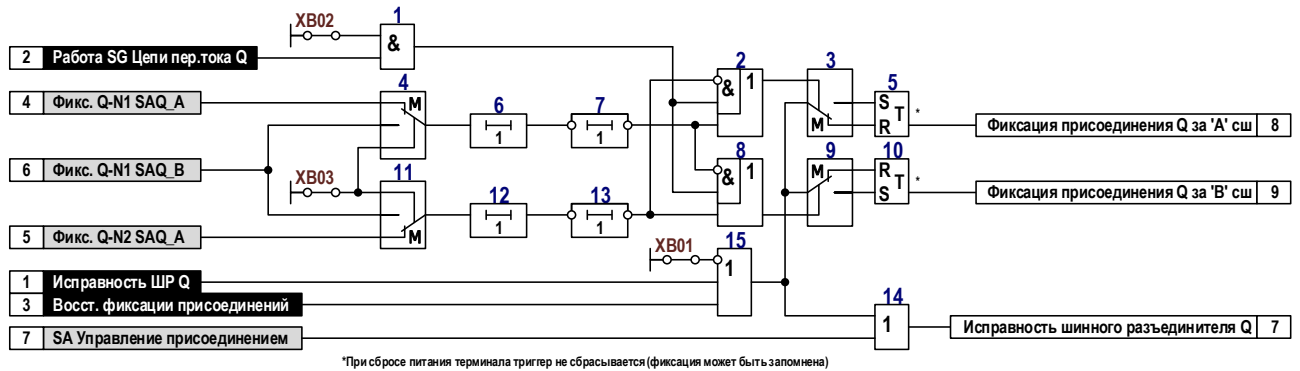 XB02
1
&
2 Работа SG Цепи пер.тока Q
4 Фикс. Q-N1 SAQ_A
4
M
6
1
7
1
2
&
1
3
M
5
S
R
T
*
Фиксация присоединения Q за 'A' сш 8
6 Фикс. Q-N1 SAQ_B
XB03
11
M
12
1
13
1
8
&
1
9
M
10
R
S
T
*
Фиксация присоединения Q за 'B' сш 9
5 Фикс. Q-N2 SAQ_A
XB01
15
1
1 Исправность ШР Q
3 Восст. фиксации присоединений
7 SA Управление присоединением
14
1
Исправность шинного разъединителя Q 7
*При сбросе питания терминала триггер не сбрасывается (фиксация может быть запомнена)